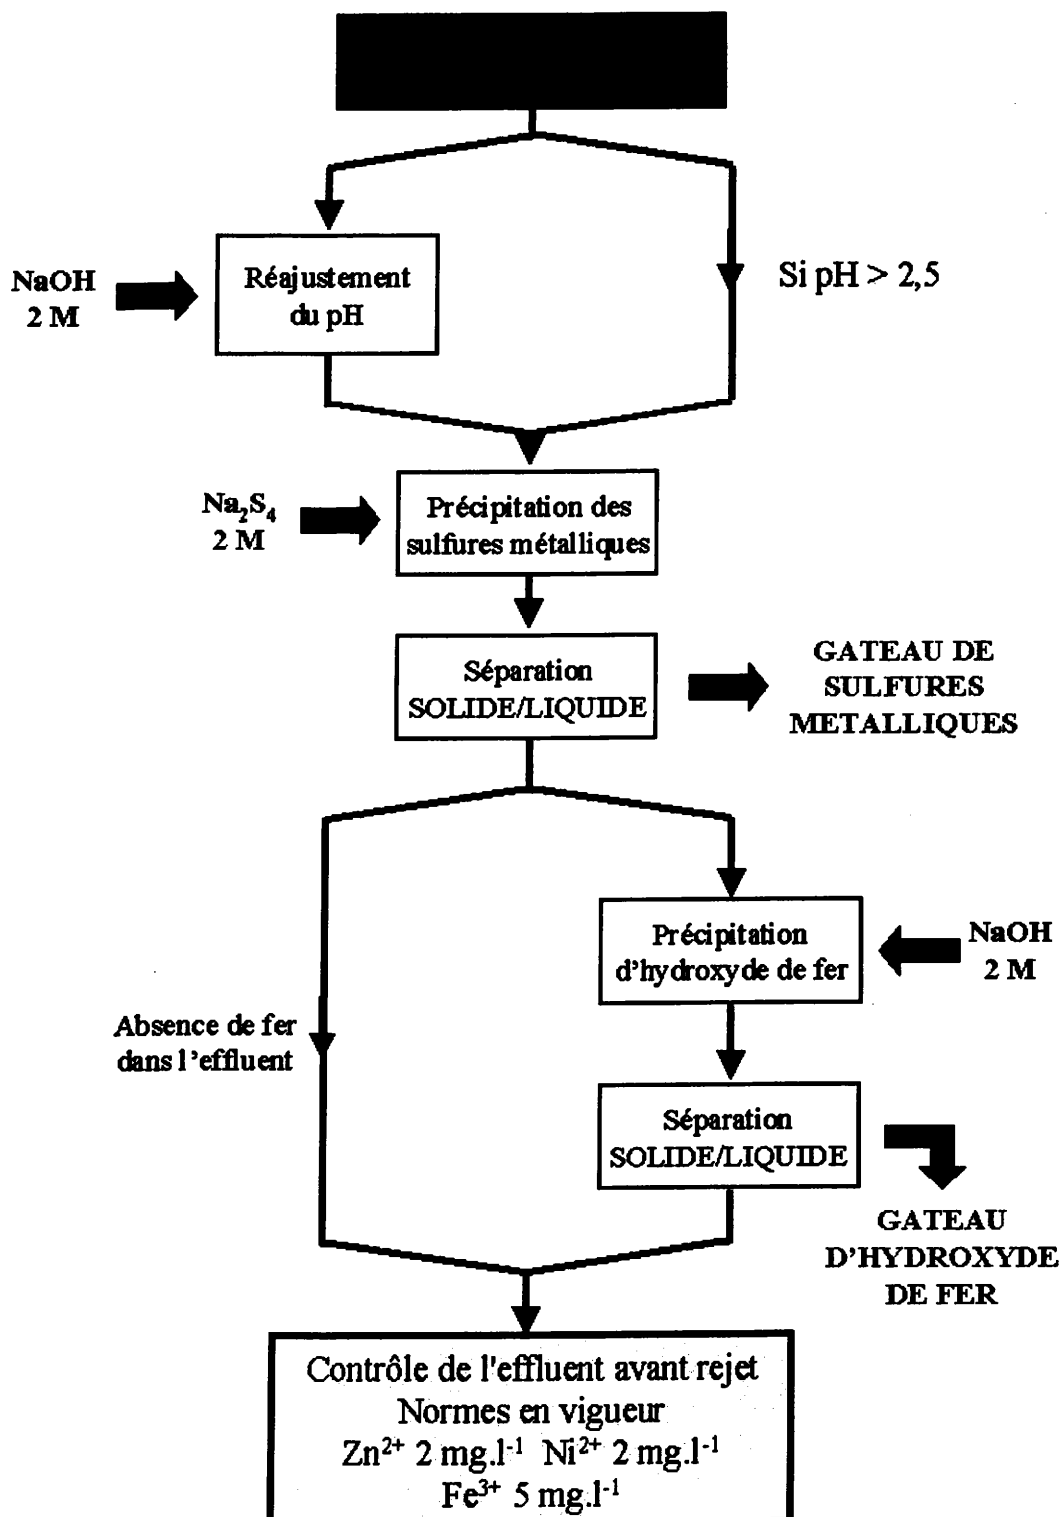 NaOH
2 M
Réajustement
du pH
Si pH > 2,5
Na₂S₄
2 M
Précipitation des
sulfures métalliques
Séparation
SOLIDE/LIQUIDE
GATEAU DE
SULFURES
METALLIQUES
Précipitation
d'hydroxyde de fer
NaOH
2 M
Absence de fer
dans l'effluent
Séparation
SOLIDE/LIQUIDE
GATEAU
D'HYDROXYDE
DE FER
Contrôle de l'effluent avant rejet
Normes en vigueur
Zn²⁺ 2 mg.l⁻¹ Ni²⁺ 2 mg.l⁻¹
Fe³⁺ 5 mg.l⁻¹